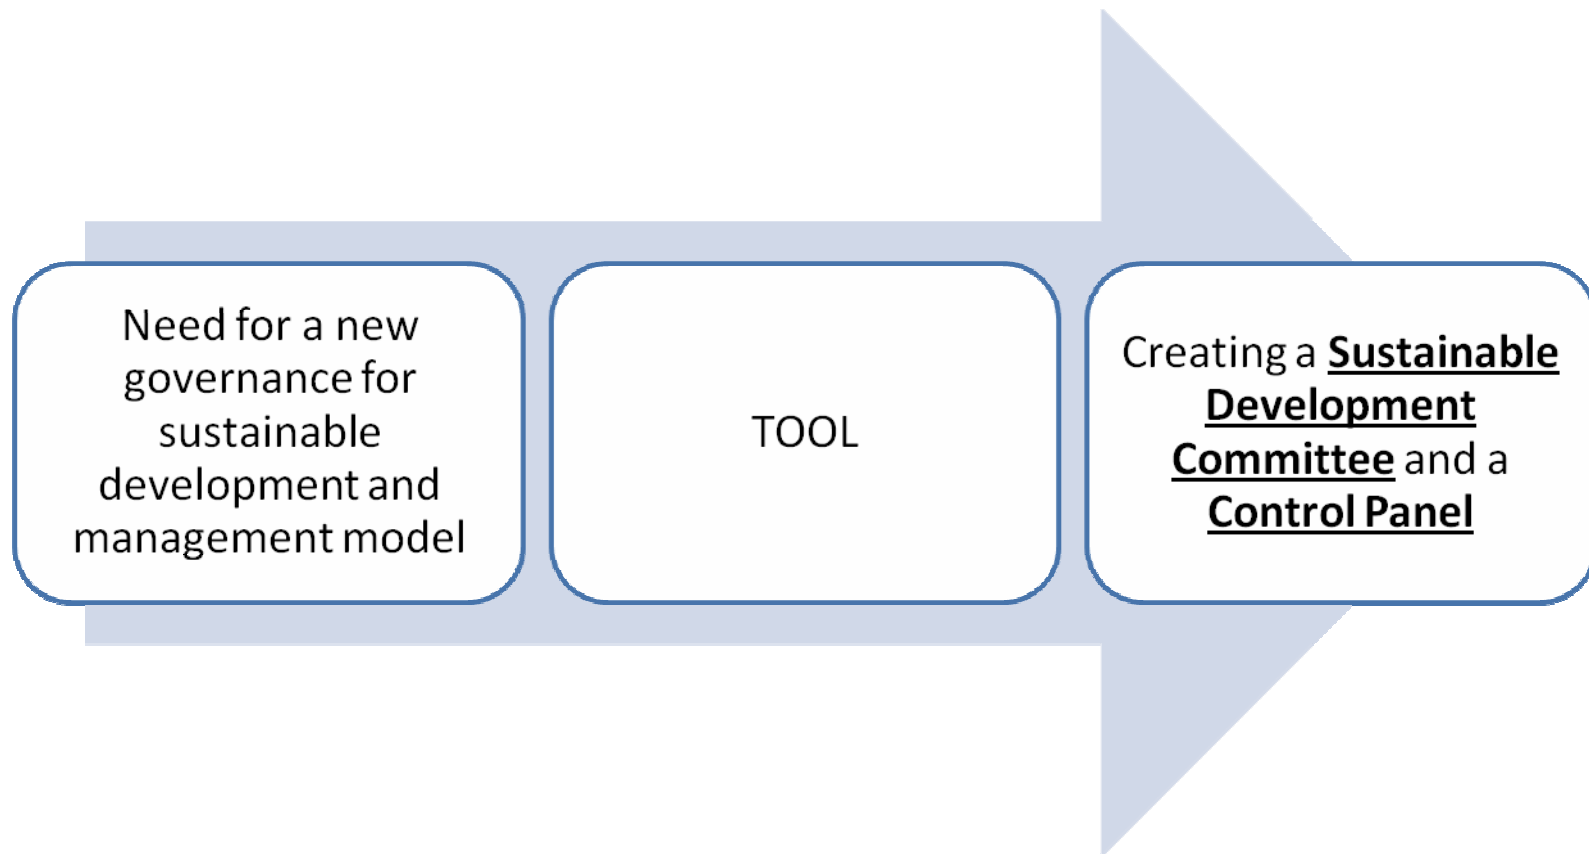 Need for a new
governance for
sustainable
development and
management model
TOOL
Creating a Sustainable
Development
Committee and a
Control Panel